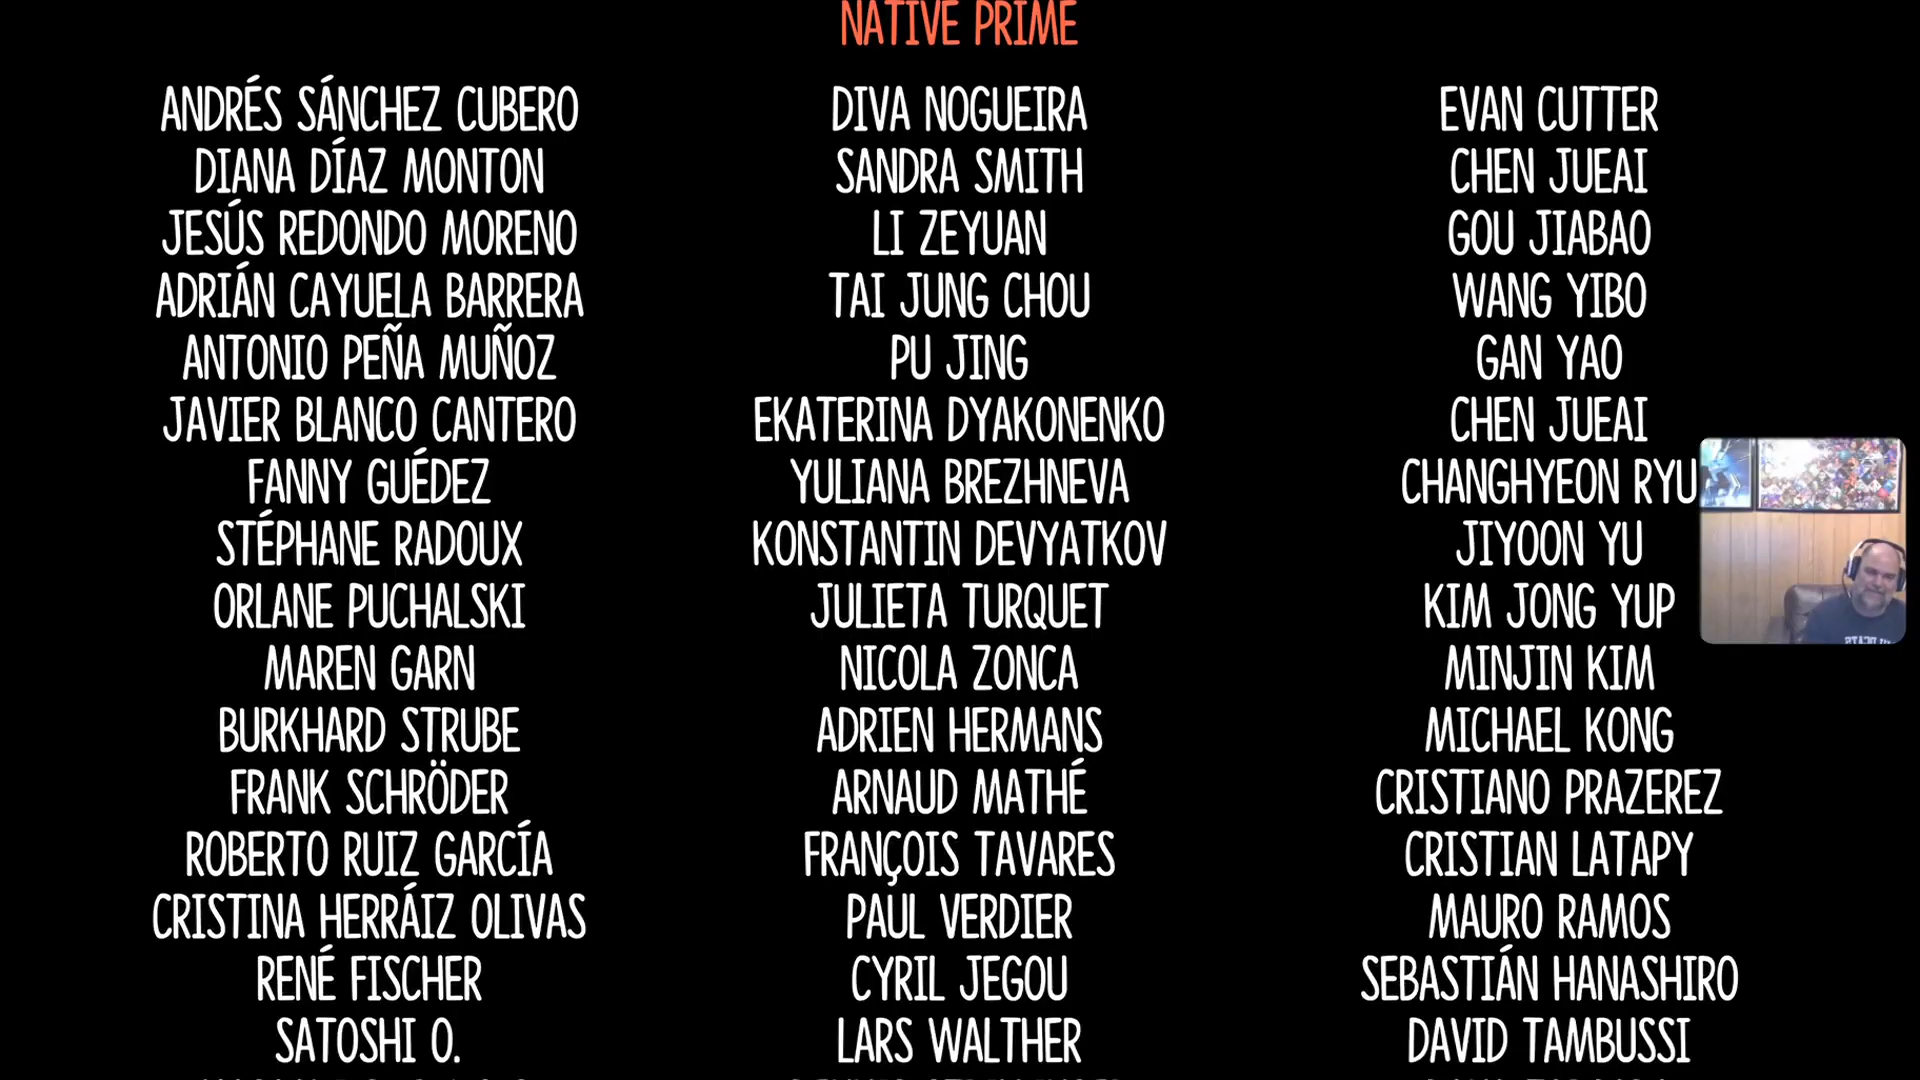 NATIVE PRIME
ANDRÉS SÁNCHEZ CUBERO
DIANA DÍAZ MONTON
JESÚS REDONDO MORENO
ADRIÁN CAYUELA BARRERA
ANTONIO PEÑA MUÑOZ
JAVIER BLANCO CANTERO
FANNY GUÉDEZ
STÉPHANE RADOUX
ORLANE PUCHALSKI
MAREN GARN
BURKHARD STRUBE
FRANK SCHRÖDER
ROBERTO RUIZ GARCÍA
CRISTINA HERRÁIZ OLIVAS
RENÉ FISCHER
SATOSHI O.
DIVA NOGUEIRA
SANDRA SMITH
LI ZEYUAN
TAI JUNG CHOU
PU JING
EKATERINA DYAKONENKO
YULIANA BREZHNEVA
KONSTANTIN DEVYATKOV
JULIETA TURQUET
NICOLA ZONCA
ADRIEN HERMANS
ARNAUD MATHÉ
FRANÇOIS TAVARES
PAUL VERDIER
CYRIL JEGOU
LARS WALTHER
EVAN CUTTER
CHEN JUEAI
GOU JIABAO
WANG YIBO
GAN YAO
CHEN JUEAI
CHANGHYEON RYU
JIYOON YU
KIM JONG YUP
MINJIN KIM
MICHAEL KONG
CRISTIANO PRAZEREZ
CRISTIAN LATAPY
MAURO RAMOS
SEBASTIÁN HANASHIRO
DAVID TAMBUSSI